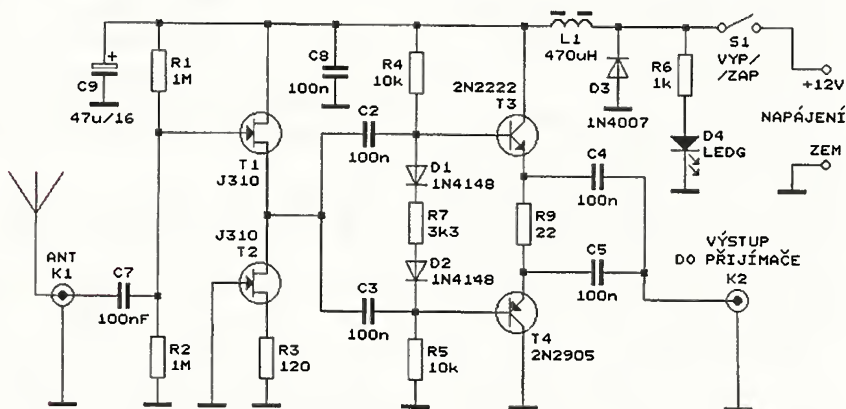 C9
47u/16
R1
1M
C8
100n
R4
10k
L1
470uH
D3
1N4007
R6
1k
S1
VYP/
/ZAP
+12V
NAPÁJENÍ
ZEM
D4
LEDG
T1
J310
C2
100n
2N2222
T3
D1
1N4148
R7
3k3
D2
1N4148
R9
22
C4
100n
C5
100n
J310
T2
ANT
K1
C7
100nF
R2
1M
R3
120
C3
100n
R5
10k
T4
2N2905
VÝSTUP
DO PŘIJÍMAČE
K2